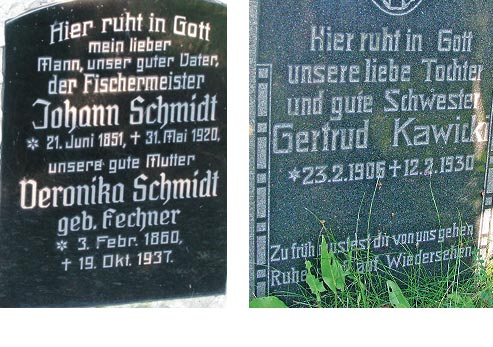 Hier ruht in Gott
mein lieber
Mann, unser guter Vater,
der Fischermeister
Johann Schmidt
* 21. Juni 1851, + 31. Mai 1920,
unsere gute Mutter
Veronika Schmidt
geb. Fechner
* 3. Febr. 1860,
+ 19. Okt. 1937.
Hier ruht in Gott
unsere liebe Tochter
und gute Schwester
Gertrud Kawicki
*23.2.1906 +12.2.1930
Zu früh mustest dir von uns gehen
Ruhe auf Wiedersehen